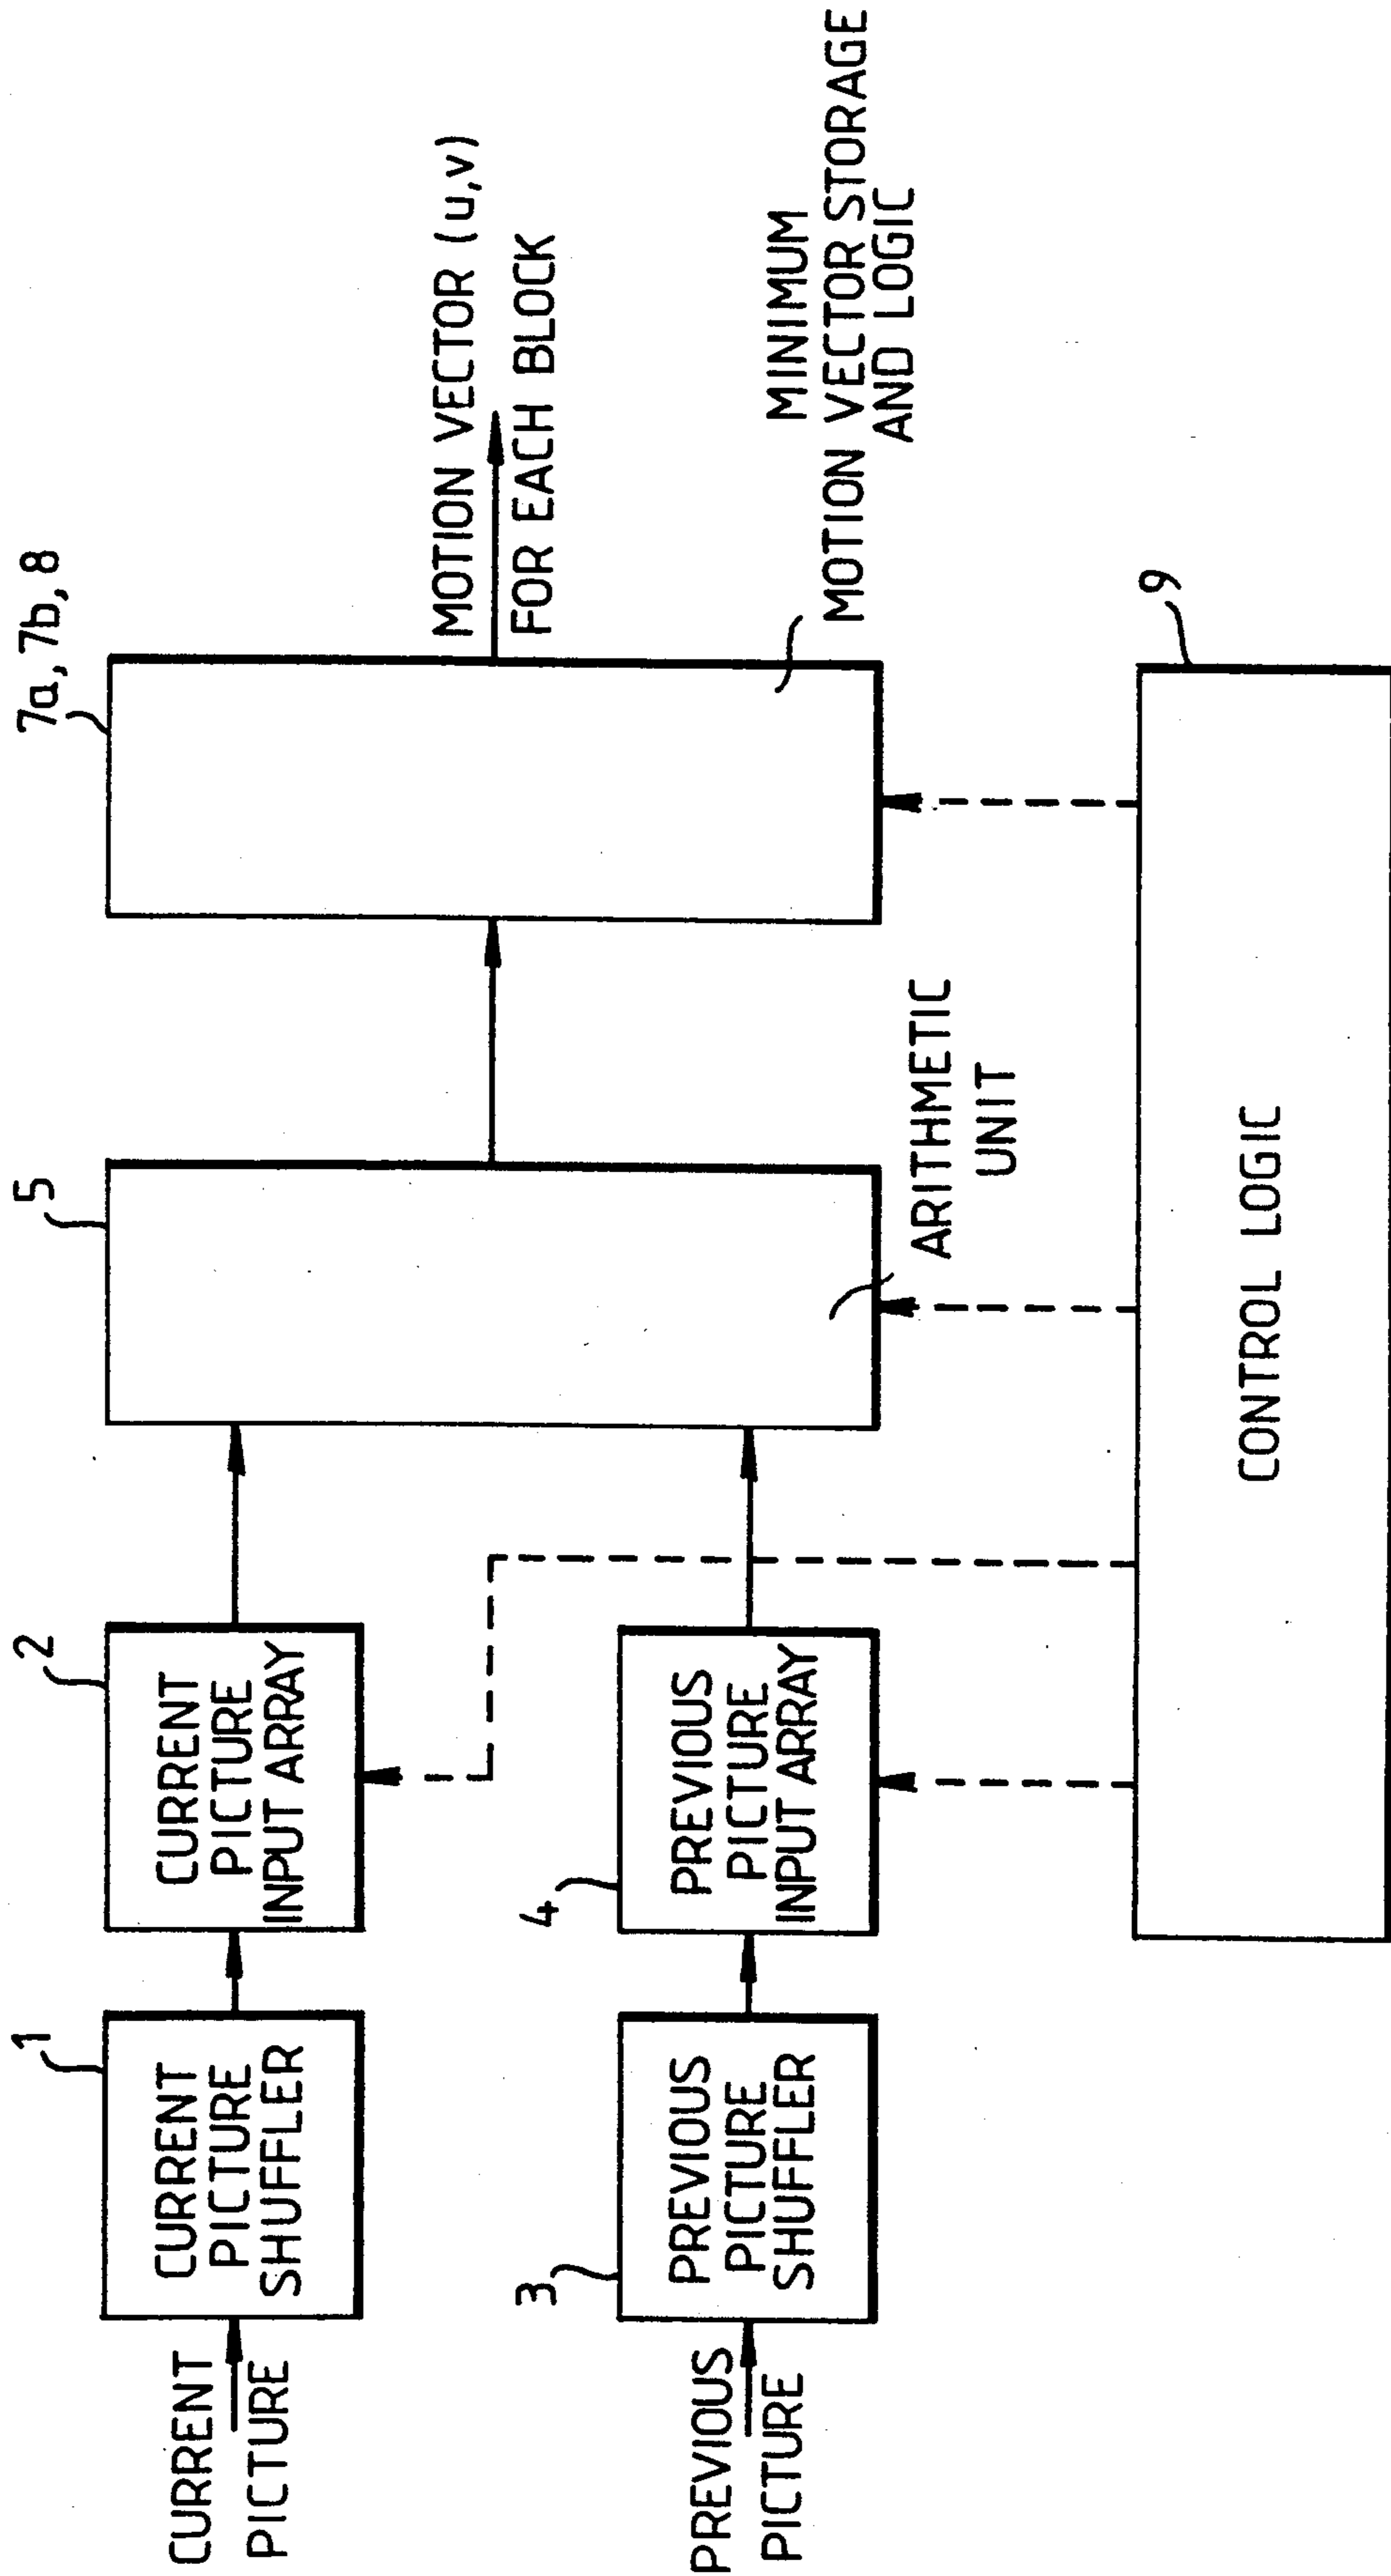 CURRENT
PICTURE
1
CURRENT
PICTURE
SHUFFLER
2
CURRENT
PICTURE
INPUT ARRAY
PREVIOUS
PICTURE
3
PREVIOUS
PICTURE
SHUFFLER
4
PREVIOUS
PICTURE
INPUT ARRAY
5
ARITHMETIC
UNIT
7a, 7b, 8
MOTION VECTOR (u,v)
FOR EACH BLOCK
MINIMUM
MOTION VECTOR STORAGE
AND LOGIC
9
CONTROL LOGIC